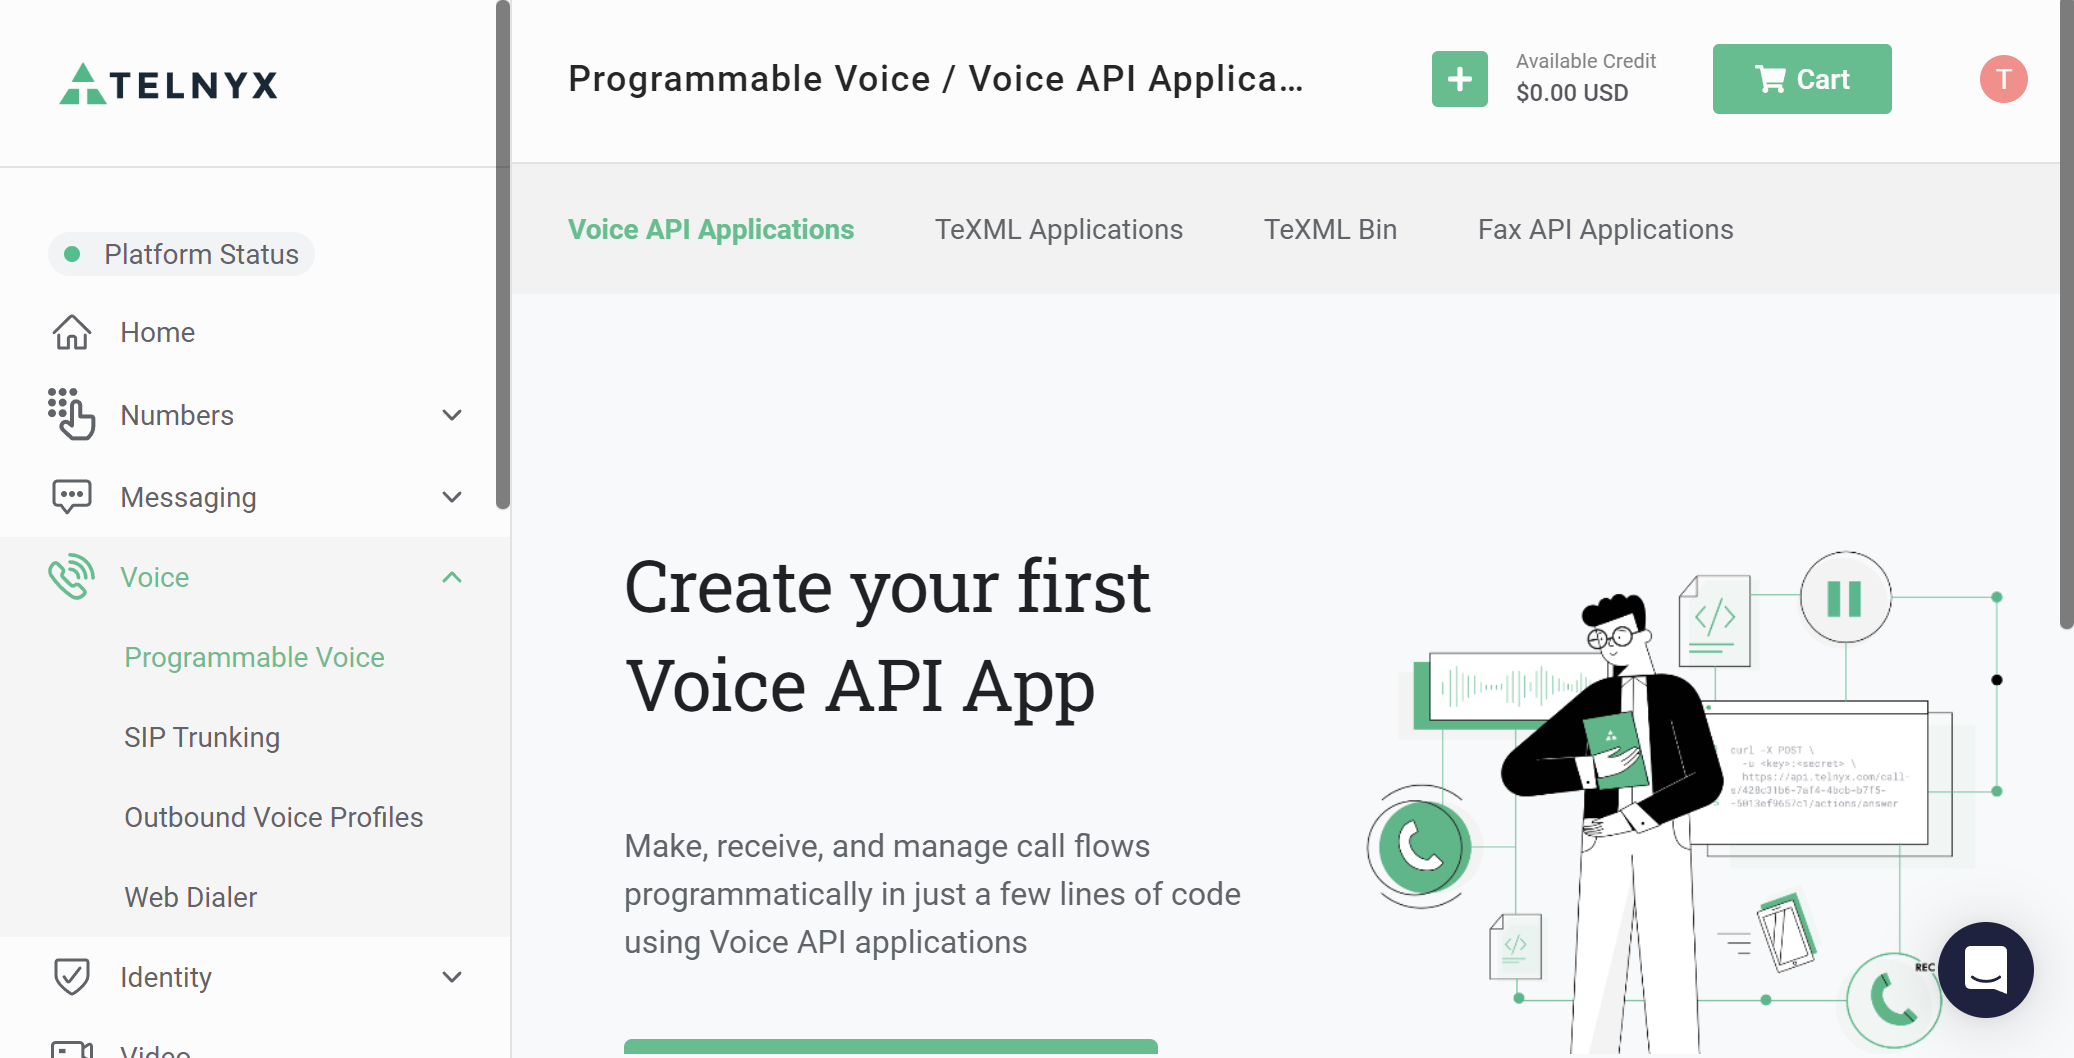 TELNYX
Programmable Voice / Voice API Applica...
Available Credit
$0.00 USD
Cart
T
Platform Status
Voice API Applications
TeXML Applications
TeXML Bin
Fax API Applications
Home
Numbers
Messaging
Voice
Programmable Voice
SIP Trunking
Outbound Voice Profiles
Web Dialer
Identity
Video
Create your first
Voice API App
Make, receive, and manage call flows
programmatically in just a few lines of code
using Voice API applications
</>
curl -X POST \
-u <key>:<secret> \
https://api.telnyx.com/call-
s/428c31b6-7af4-4bcb-b7f5-
-5013ef9657c1/actions/answer
</>
REC